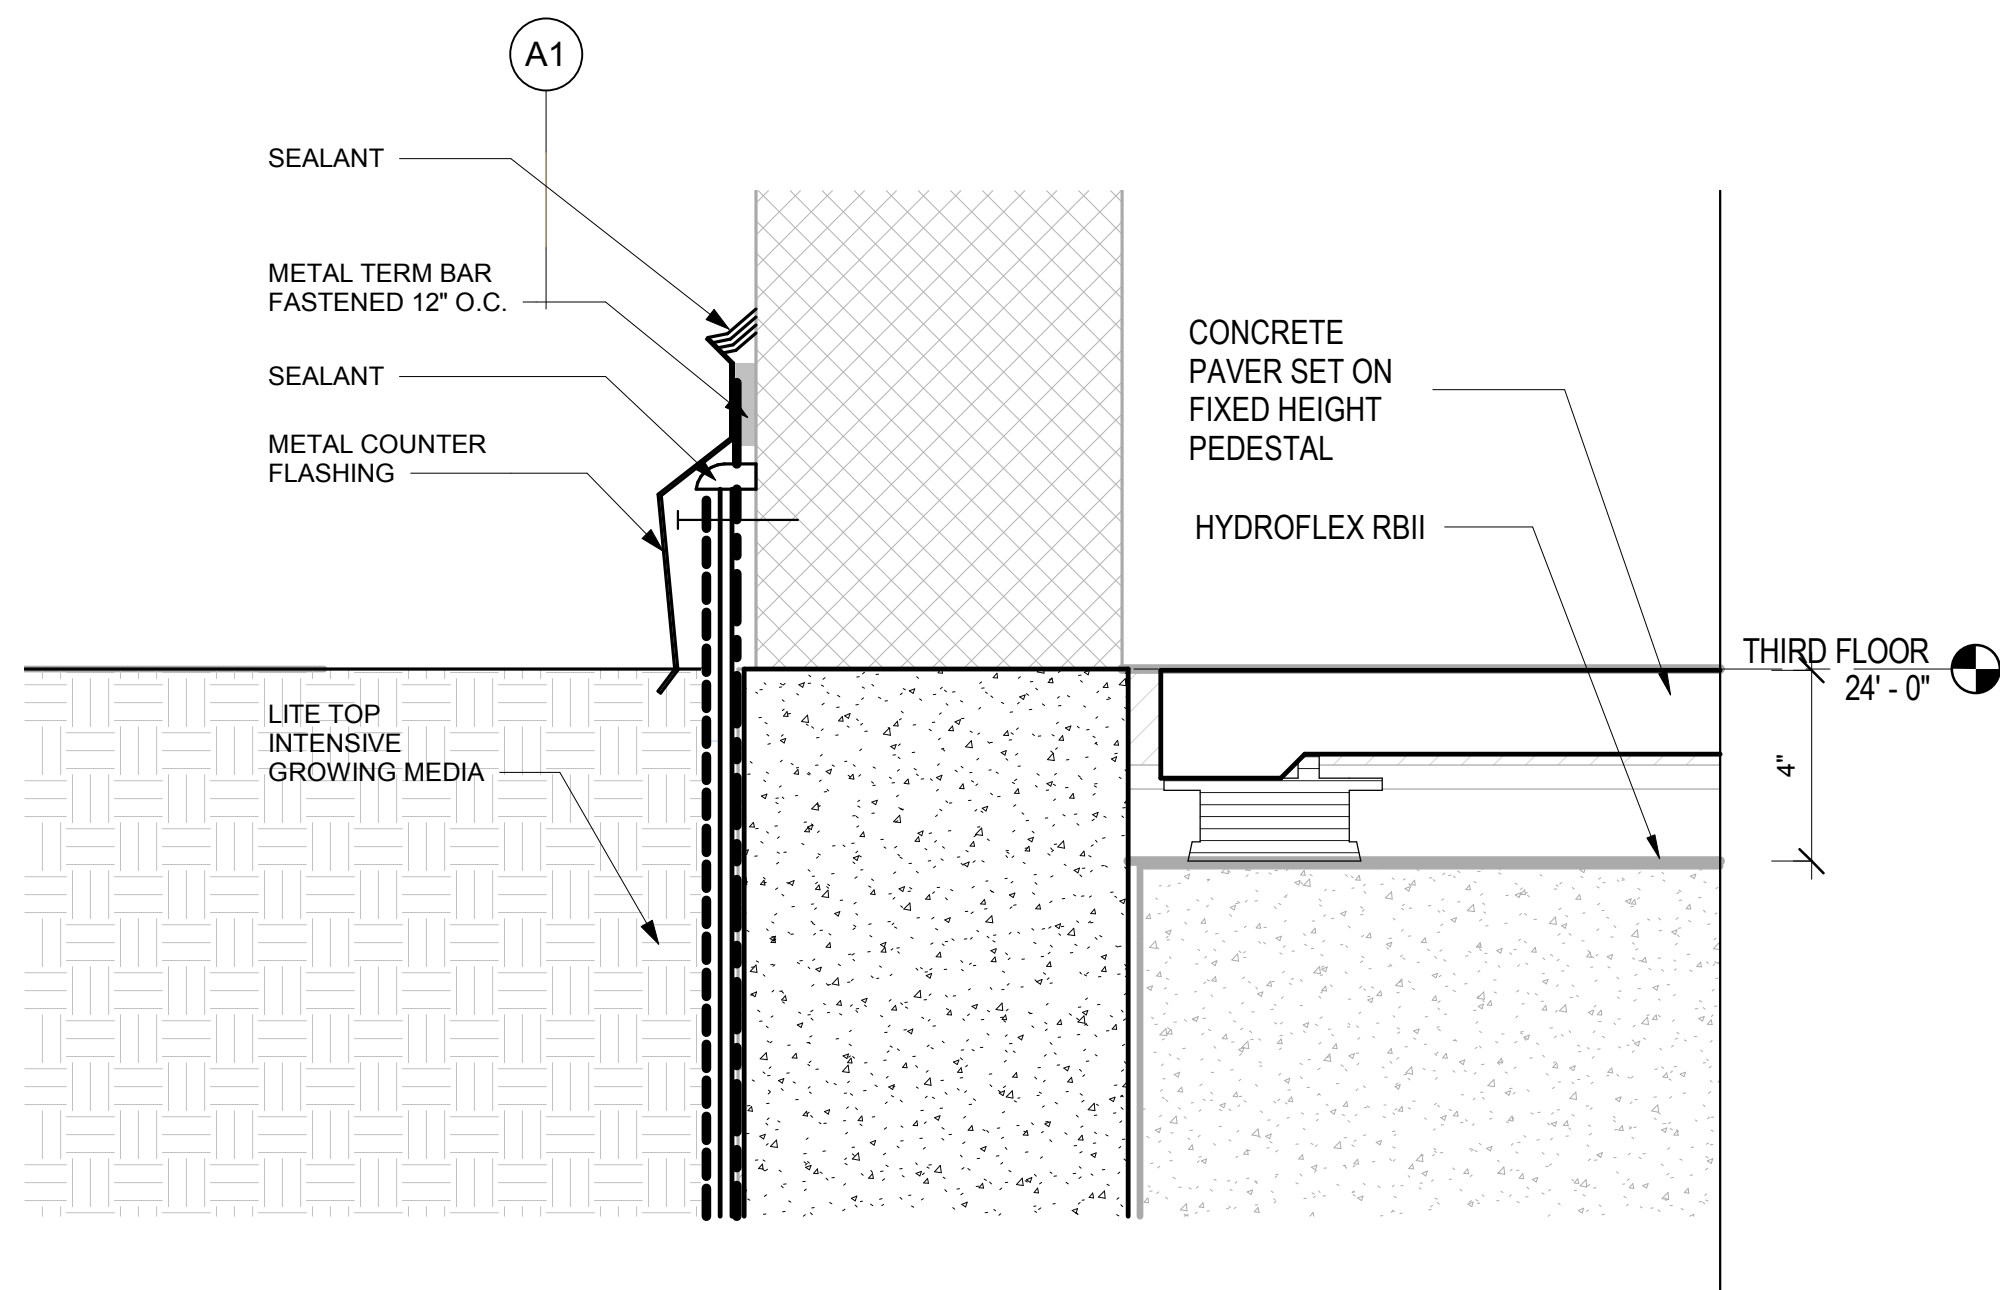 A1
SEALANT
METAL TERM BAR
FASTENED 12" O.C.
SEALANT
METAL COUNTER
FLASHING
LITE TOP
INTENSIVE
GROWING MEDIA
CONCRETE
PAVER SET ON
FIXED HEIGHT
PEDESTAL
HYDROFLEX RBII
THIRD FLOOR
24' - 0"
4"